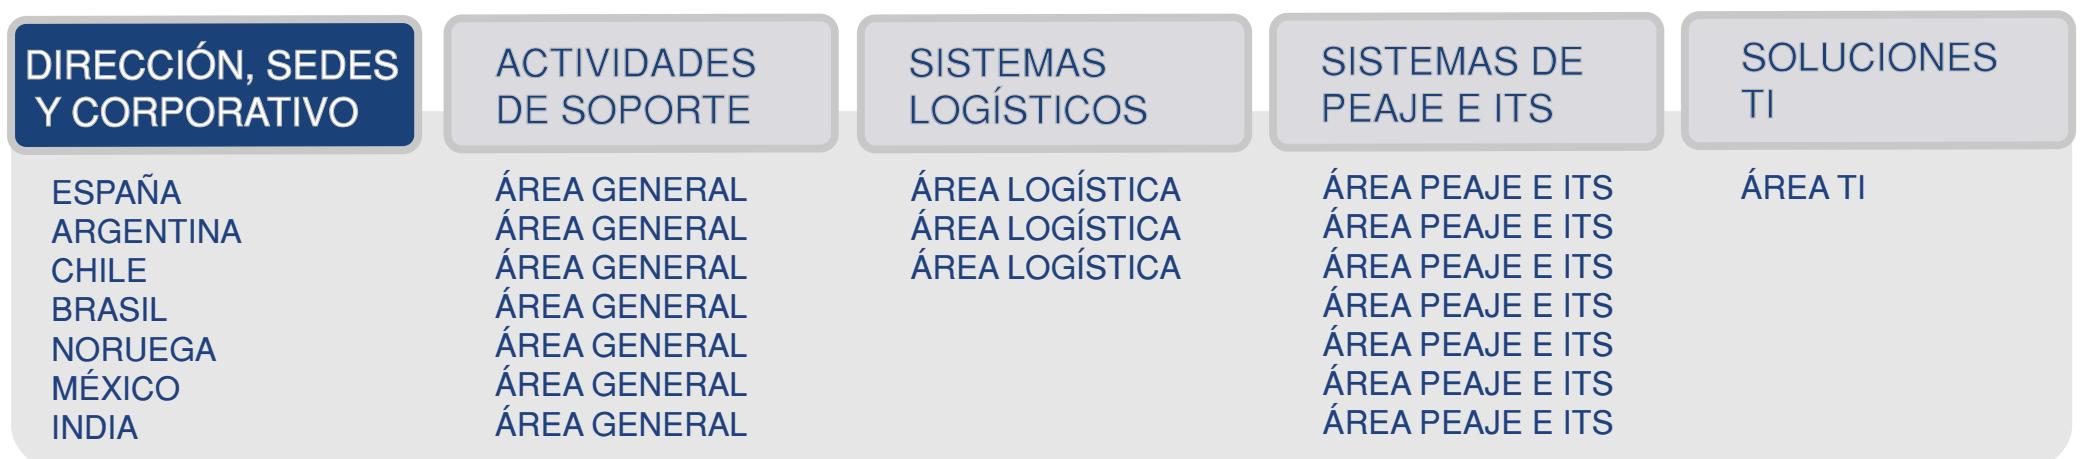 DIRECCIÓN, SEDES
Y CORPORATIVO
ACTIVIDADES
DE SOPORTE
SISTEMAS
LOGÍSTICOS
SISTEMAS DE
PEAJE E ITS
SOLUCIONES
TI
ESPAÑA
ARGENTINA
CHILE
BRASIL
NORUEGA
MÉXICO
INDIA
ÁREA GENERAL
ÁREA GENERAL
ÁREA GENERAL
ÁREA GENERAL
ÁREA GENERAL
ÁREA GENERAL
ÁREA GENERAL
ÁREA LOGÍSTICA
ÁREA LOGÍSTICA
ÁREA LOGÍSTICA
ÁREA PEAJE E ITS
ÁREA PEAJE E ITS
ÁREA PEAJE E ITS
ÁREA PEAJE E ITS
ÁREA PEAJE E ITS
ÁREA PEAJE E ITS
ÁREA PEAJE E ITS
ÁREA TI